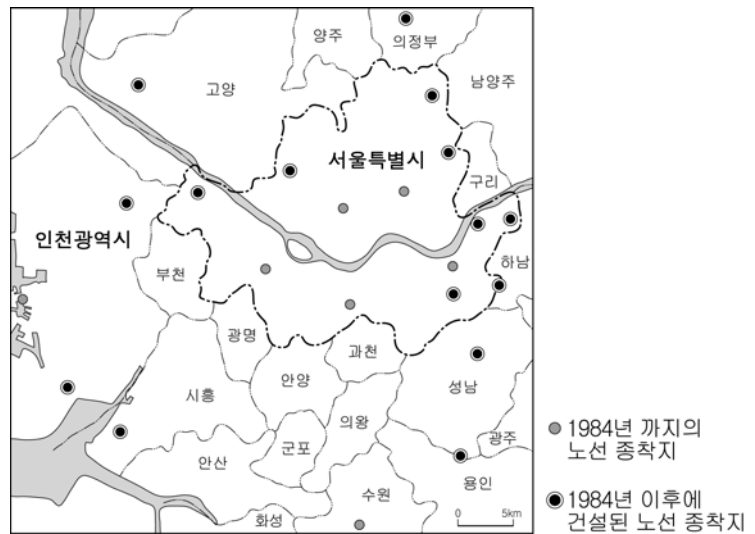 양주
의정부
고양
남양주
서울특별시
구리
인천광역시
부천
하남
광명
과천
시흥
안양
성남
의왕
군포
광주
안산
용인
수원
화성
0 5km
1984년 까지의
노선 종착지
1984년 이후에
건설된 노선 종착지